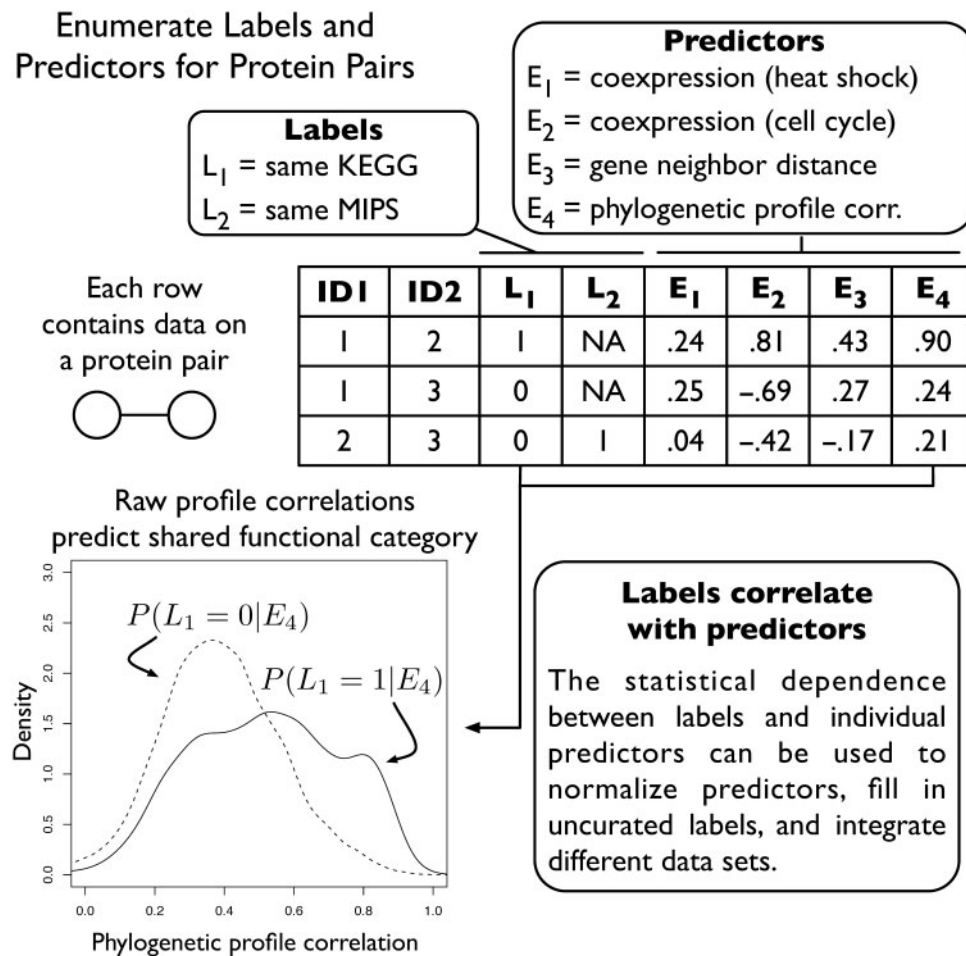 Enumerate Labels and
Predictors for Protein Pairs
Predictors
E1 = coexpression (heat shock)
E2 = coexpression (cell cycle)
E3 = gene neighbor distance
E4 = phylogenetic profile corr.
Labels
L1 = same KEGG
L2 = same MIPS
Each row
contains data on
a protein pair
ID1 ID2 L1 L2 E1 E2 E3 E4
1 2 1 NA .24 .81 .43 .90
1 3 0 NA .25 –.69 .27 .24
2 3 0 1 .04 –.42 –.17 .21
Raw profile correlations
predict shared functional category
3.0
2.5
2.0
1.5
1.0
0.5
0.0
Density
P(L1 = 0|E4)
P(L1 = 1|E4)
0.0 0.2 0.4 0.6 0.8 1.0
Phylogenetic profile correlation
Labels correlate
with predictors
The statistical dependence
between labels and individual
predictors can be used to
normalize predictors, fill in
uncurated labels, and integrate
different data sets.